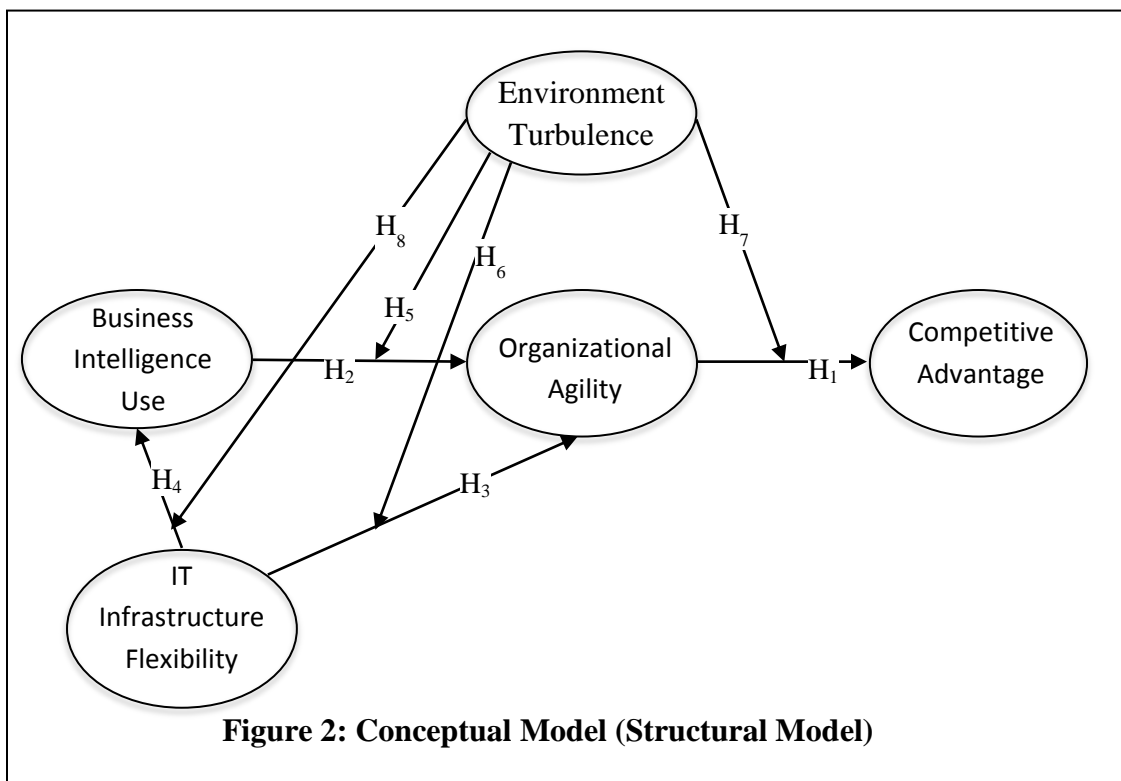 Environment
Turbulence
H8
H7
H6
H5
Business
Intelligence
Use
H2
Organizational
Agility
H1
Competitive
Advantage
H4
H3
IT
Infrastructure
Flexibility
Figure 2: Conceptual Model (Structural Model)